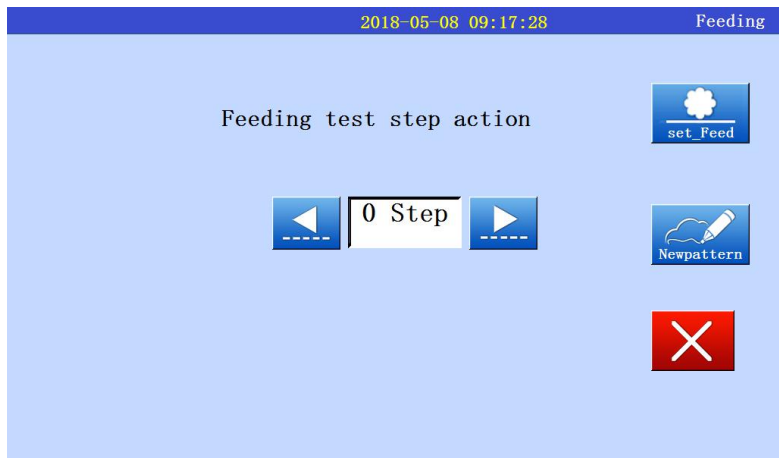 2018-05-08 09:17:28 Feeding
Feeding test step action
set_Feed
0 Step
Newpattern